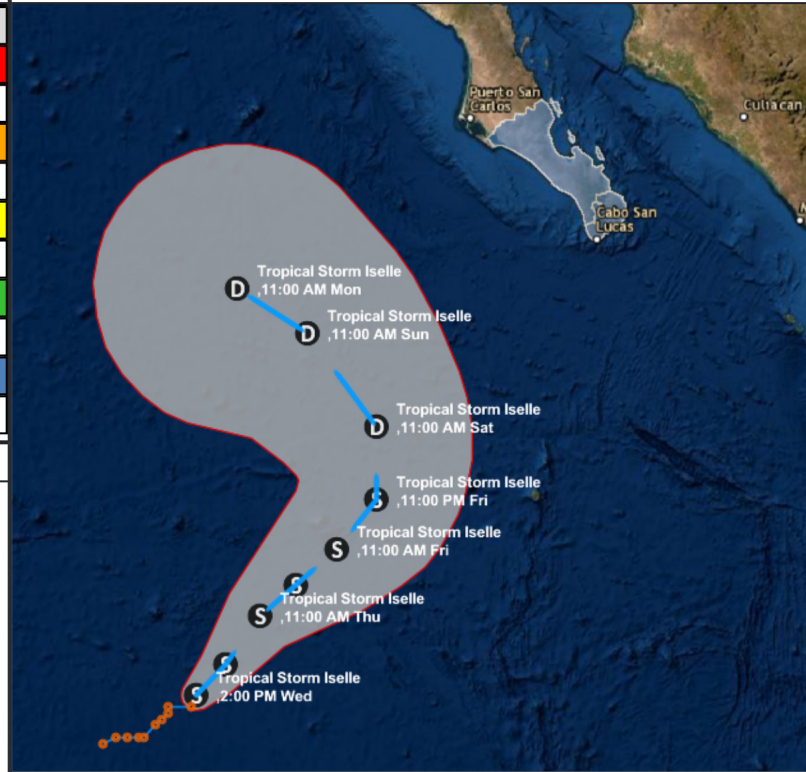 Puerto San
Carlos
Culiacan
Cabo San
Lucas
Tropical Storm Iselle
,11:00 AM Mon
D
Tropical Storm Iselle
,11:00 AM Sun
D
Tropical Storm Iselle
,11:00 AM Sat
D
Tropical Storm Iselle
,11:00 PM Fri
S
Tropical Storm Iselle
,11:00 AM Fri
S
S
Tropical Storm Iselle
,11:00 AM Thu
S
S
Tropical Storm Iselle
,2:00 PM Wed
S